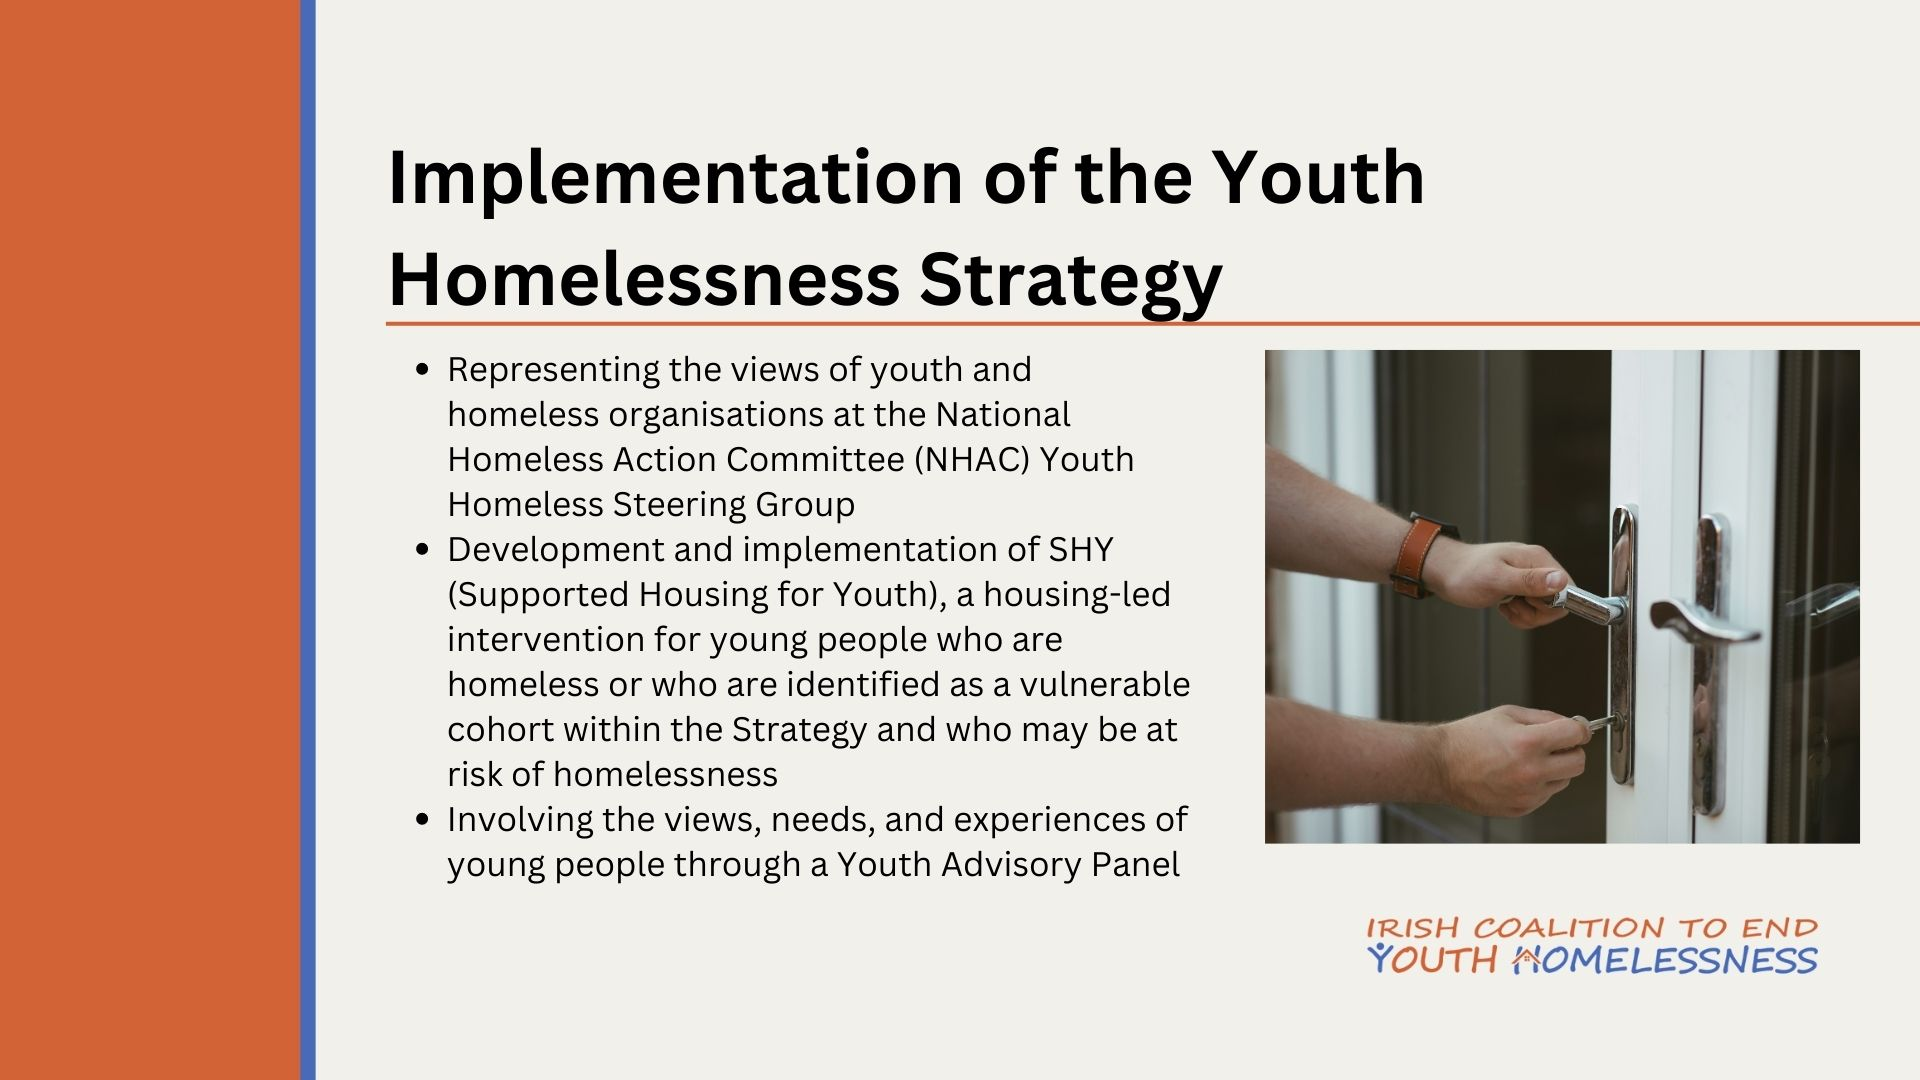 Implementation of the Youth
Homelessness Strategy
• Representing the views of youth and
homeless organisations at the National
Homeless Action Committee (NHAC) Youth
Homeless Steering Group
• Development and implementation of SHY
(Supported Housing for Youth), a housing-led
intervention for young people who are
homeless or who are identified as a vulnerable
cohort within the Strategy and who may be at
risk of homelessness
• Involving the views, needs, and experiences of
young people through a Youth Advisory Panel
IRISH COALITION TO END
YOUTH HOMELESSNESS